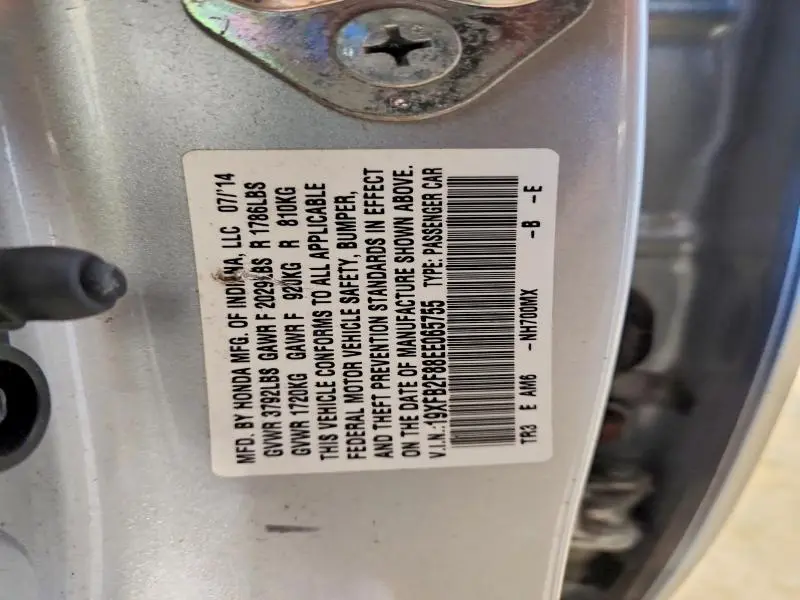 MFD. BY HONDA MFG. OF INDIANA, LLC 07/'14
GVWR 3792LBS GAWR F 2029LBS R 1786LBS
GVWR 1720KG GAWR F 920KG R 810KG
THIS VEHICLE CONFORMS TO ALL APPLICABLE
FEDERAL MOTOR VEHICLE SAFETY, BUMPER,
AND THEFT PREVENTION STANDARDS IN EFFECT
ON THE DATE OF MANUFACTURE SHOWN ABOVE.
V.I.N.:19XFB2F88EE065755 TYPE: PASSENGER CAR
TR3 E AM6 -NH700MX -B -E